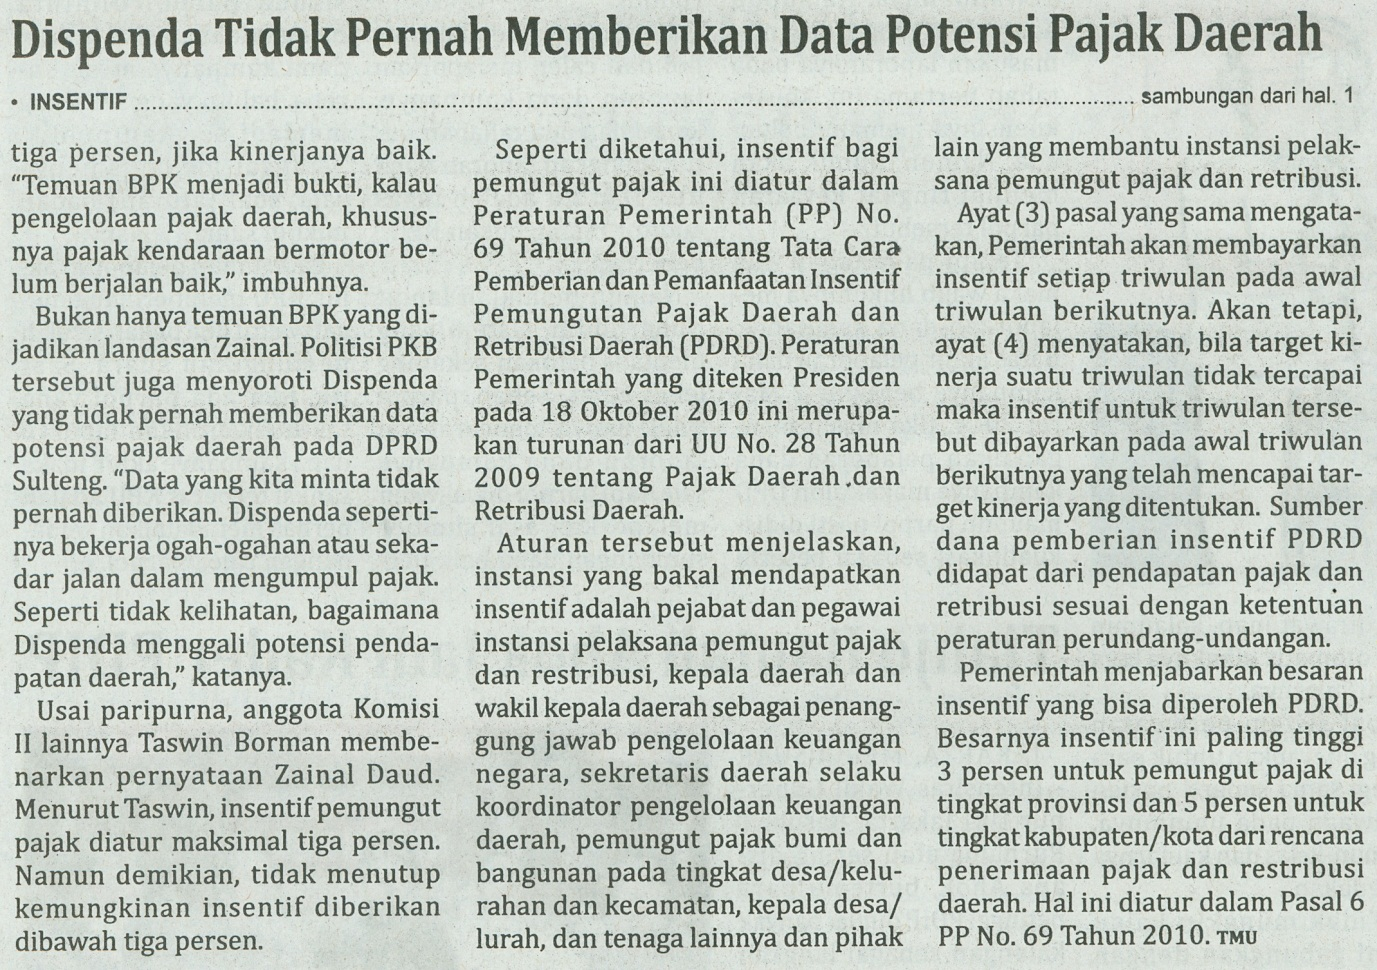 Dispenda Tidak Pernah Memberikan Data Potensi Pajak Daerah
• INSENTIF ........................................................................ sambungan dari hal. 1
tiga persen, jika kinerjanya baik.
“Temuan BPK menjadi bukti, kalau
pengelolaan pajak daerah, khusus-
nya pajak kendaraan bermotor be-
lum berjalan baik,” imbuhnya.
Bukan hanya temuan BPK yang di-
jadikan landasan Zainal. Politisi PKB
tersebut juga menyoroti Dispenda
yang tidak pernah memberikan data
potensi pajak daerah pada DPRD
Sulteng. “Data yang kita minta tidak
pernah diberikan. Dispenda seperti-
nya bekerja ogah-ogahan atau seka-
dar jalan dalam mengumpul pajak.
Seperti tidak kelihatan, bagaimana
Dispenda menggali potensi penda-
patan daerah,” katanya.
Usai paripurna, anggota Komisi
II lainnya Taswin Borman membe-
narkan pernyataan Zainal Daud.
Menurut Taswin, insentif pemungut
pajak diatur maksimal tiga persen.
Namun demikian, tidak menutup
kemungkinan insentif diberikan
dibawah tiga persen.
Seperti diketahui, insentif bagi
pemungut pajak ini diatur dalam
Peraturan Pemerintah (PP) No.
69 Tahun 2010 tentang Tata Cara
Pemberian dan Pemanfaatan Insentif
Pemungutan Pajak Daerah dan
Retribusi Daerah (PDRD). Peraturan
Pemerintah yang diteken Presiden
pada 18 Oktober 2010 ini merupa-
kan turunan dari UU No. 28 Tahun
2009 tentang Pajak Daerah dan
Retribusi Daerah.
Aturan tersebut menjelaskan,
instansi yang bakal mendapatkan
insentif adalah pejabat dan pegawai
instansi pelaksana pemungut pajak
dan restribusi, kepala daerah dan
wakil kepala daerah sebagai penang-
gung jawab pengelolaan keuangan
negara, sekretaris daerah selaku
koordinator pengelolaan keuangan
daerah, pemungut pajak bumi dan
bangunan pada tingkat desa/kelu-
rahan dan kecamatan, kepala desa/
lurah, dan tenaga lainnya dan pihak
lain yang membantu instansi pelak-
sana pemungut pajak dan retribusi.
Ayat (3) pasal yang sama mengata-
kan, Pemerintah akan membayarkan
insentif setiap triwulan pada awal
triwulan berikutnya. Akan tetapi,
ayat (4) menyatakan, bila target ki-
nerja suatu triwulan tidak tercapai
maka insentif untuk triwulan terse-
but dibayarkan pada awal triwulan
berikutnya yang telah mencapai tar-
get kinerja yang ditentukan. Sumber
dana pemberian insentif PDRD
didapat dari pendapatan pajak dan
retribusi sesuai dengan ketentuan
peraturan perundang-undangan.
Pemerintah menjabarkan besaran
insentif yang bisa diperoleh PDRD.
Besarnya insentif ini paling tinggi
3 persen untuk pemungut pajak di
tingkat provinsi dan 5 persen untuk
tingkat kabupaten/kota dari rencana
penerimaan pajak dan restribusi
daerah. Hal ini diatur dalam Pasal 6
PP No. 69 Tahun 2010. TMU